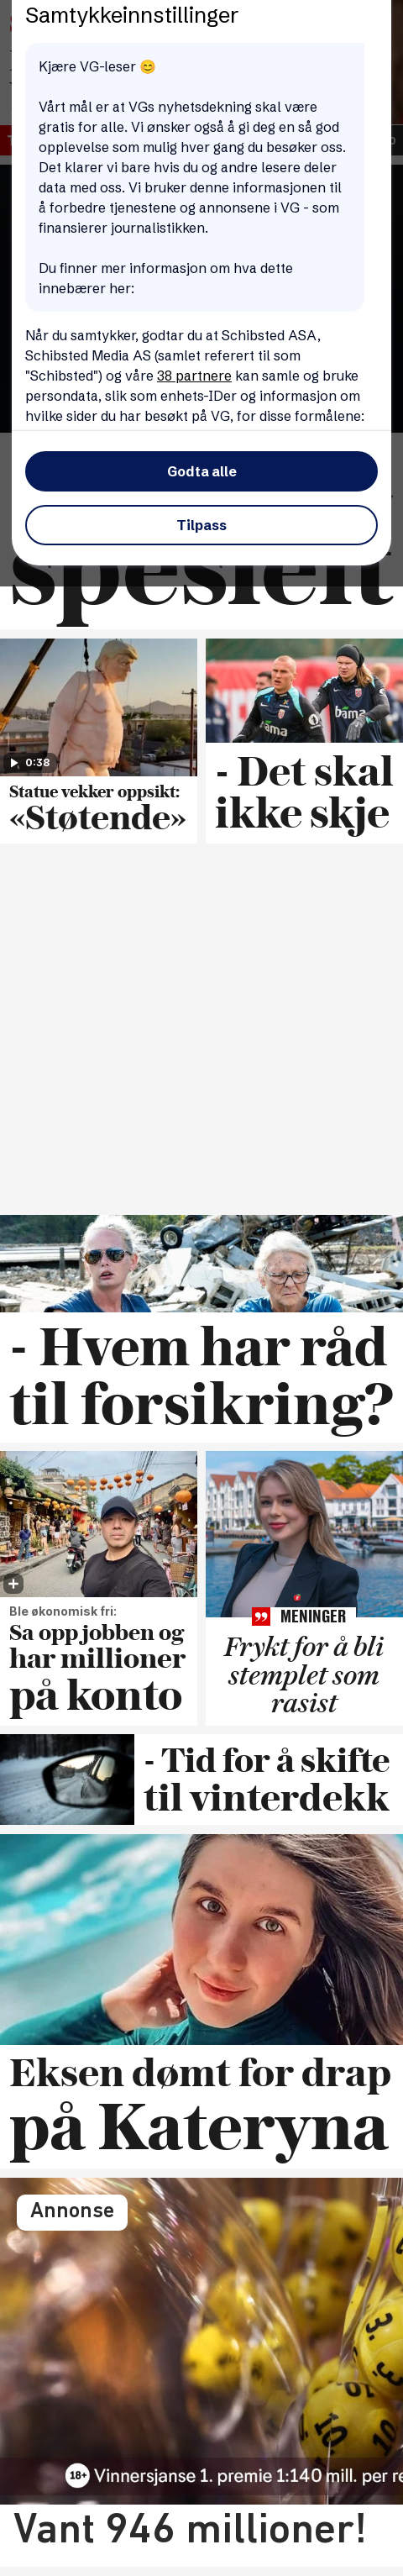 Samtykkeinnstillinger
Kjære VG-leser 😊
Vårt mål er at VGs nyhetsdekning skal være
gratis for alle. Vi ønsker også å gi deg en så god
opplevelse som mulig hver gang du besøker oss.
Det klarer vi bare hvis du og andre lesere deler
data med oss. Vi bruker denne informasjonen til
å forbedre tjenestene og annonsene i VG - som
finansierer journalistikken.
Du finner mer informasjon om hva dette
innebærer her:
Når du samtykker, godtar du at Schibsted ASA,
Schibsted Media AS (samlet referert til som
"Schibsted") og våre 38 partnere kan samle og bruke
persondata, slik som enhets-IDer og informasjon om
hvilke sider du har besøkt på VG, for disse formålene:
Godta alle
Tilpass
spesielt
0:38
Statue vekker oppsikt:
«Støtende»
bama
bama
- Det skal
ikke skje
- Hvem har råd
til forsikring?
Ble økonomisk fri:
Sa opp jobben og
har millioner
på konto
MENINGER
Frykt for å bli
stemplet som
rasist
- Tid for å skifte
til vinterdekk
Eksen dømt for drap
på Kateryna
Annonse
18+ Vinnersjanse 1. premie 1:140 mill. per re
Vant 946 millioner!